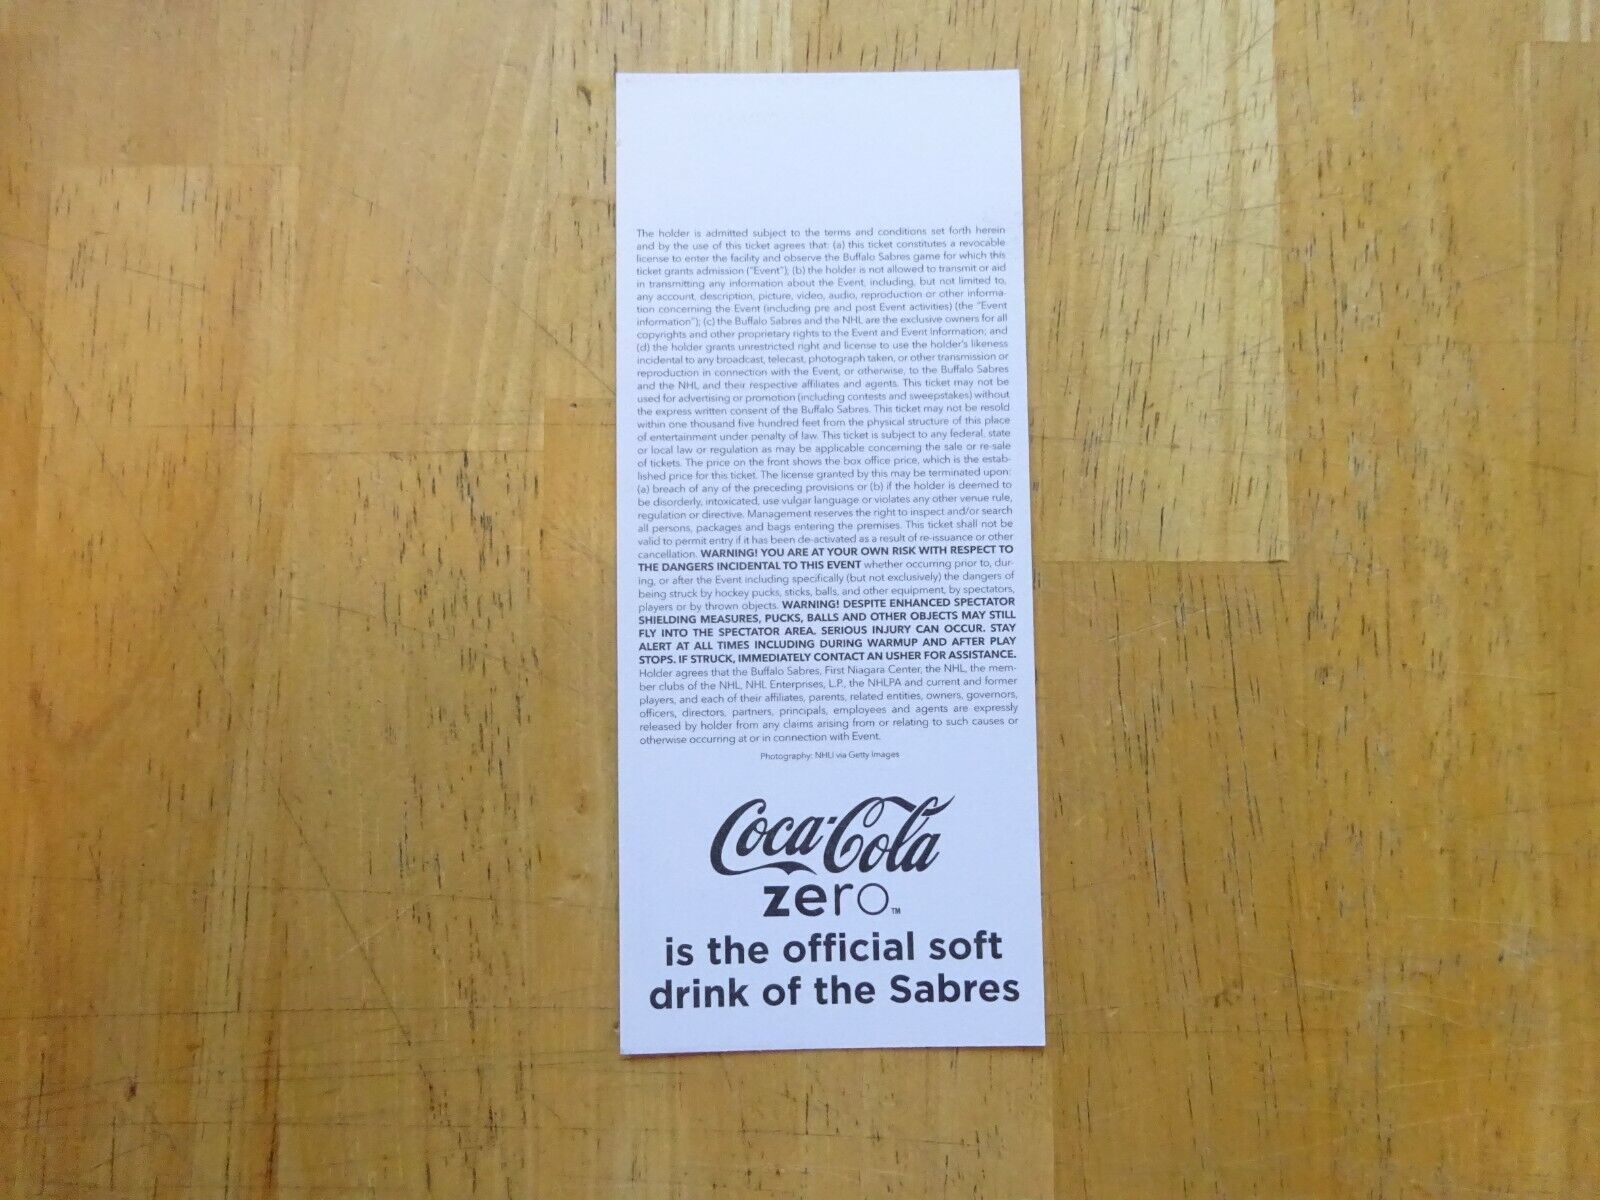 The holder is admitted subject to the terms and conditions set forth herein
and by the use of this ticket agrees that: (a) this ticket constitutes a revocable
license to enter the facility and observe the Buffalo Sabres game for which this
ticket grants admission ("Event"); (b) the holder is not allowed to transmit or aid
in transmitting any information about the Event, including, but not limited to,
any account, description, picture, video, audio, reproduction or other informa-
tion concerning the Event (including pre and post Event activities) (the "Event
information"); (c) the Buffalo Sabres and the NHL are the exclusive owners for all
copyrights and other proprietary rights to the Event and Event Information; and
(d) the holder grants unrestricted right and license to use the holder's likeness
incidental to any broadcast, telecast, photograph taken, or other transmission or
reproduction in connection with the Event, or otherwise, to the Buffalo Sabres
and the NHL and their respective affiliates and agents. This ticket may not be
used for advertising or promotion (including contests and sweepstakes) without
the express written consent of the Buffalo Sabres. This ticket may not be resold
within one thousand five hundred feet from the physical structure of this place
of entertainment under penalty of law. This ticket is subject to any federal, state
or local law or regulation as may be applicable concerning the sale or re-sale
of tickets. The price on the front shows the box office price, which is the estab-
lished price for this ticket. The license granted by this may be terminated upon:
(a) breach of any of the preceding provisions or (b) if the holder is deemed to
be disorderly, intoxicated, use vulgar language or violates any other venue rule,
regulation or directive. Management reserves the right to inspect and/or search
all persons, packages and bags entering the premises. This ticket shall not be
valid to permit entry if it has been de-activated as a result of re-issuance or other
cancellation. WARNING! YOU ARE AT YOUR OWN RISK WITH RESPECT TO
THE DANGERS INCIDENTAL TO THIS EVENT whether occurring prior to, dur-
ing, or after the Event including specifically (but not exclusively) the dangers of
being struck by hockey pucks, sticks, balls, and other equipment, by spectators,
players or by thrown objects. WARNING! DESPITE ENHANCED SPECTATOR
SHIELDING MEASURES, PUCKS, BALLS AND OTHER OBJECTS MAY STILL
FLY INTO THE SPECTATOR AREA. SERIOUS INJURY CAN OCCUR. STAY
ALERT AT ALL TIMES INCLUDING DURING WARMUP AND AFTER PLAY
STOPS. IF STRUCK, IMMEDIATELY CONTACT AN USHER FOR ASSISTANCE.
Holder agrees that the Buffalo Sabres, First Niagara Center, the NHL, the mem-
ber clubs of the NHL, NHL Enterprises, L.P., the NHLPA and current and former
players, and each of their affiliates, parents, related entities, owners, governors,
officers, directors, partners, principals, employees and agents are expressly
released by holder from any claims arising from or relating to such causes or
otherwise occurring at or in connection with Event.
Photography: NHLI via Getty Images
Coca-Cola
zero™
is the official soft
drink of the Sabres